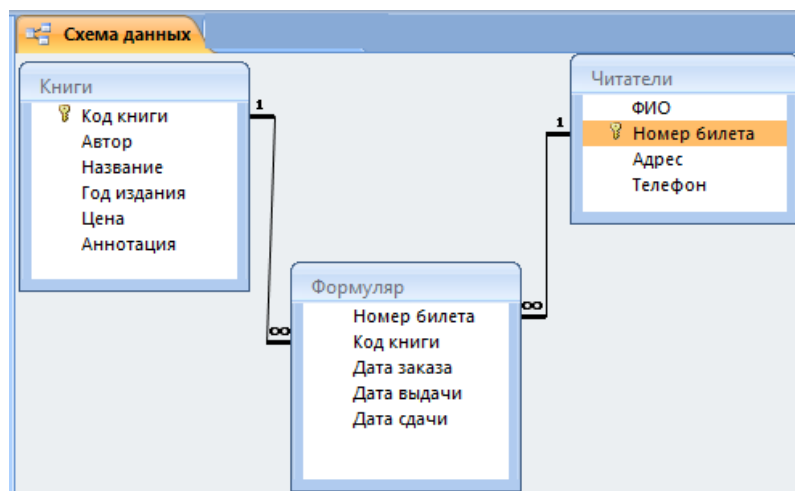 Схема данных
Книги
Код книги
Автор
Название
Год издания
Цена
Аннотация
1
∞
Читатели
ФИО
Номер билета
Адрес
Телефон
1
∞
Формуляр
Номер билета
Код книги
Дата заказа
Дата выдачи
Дата сдачи